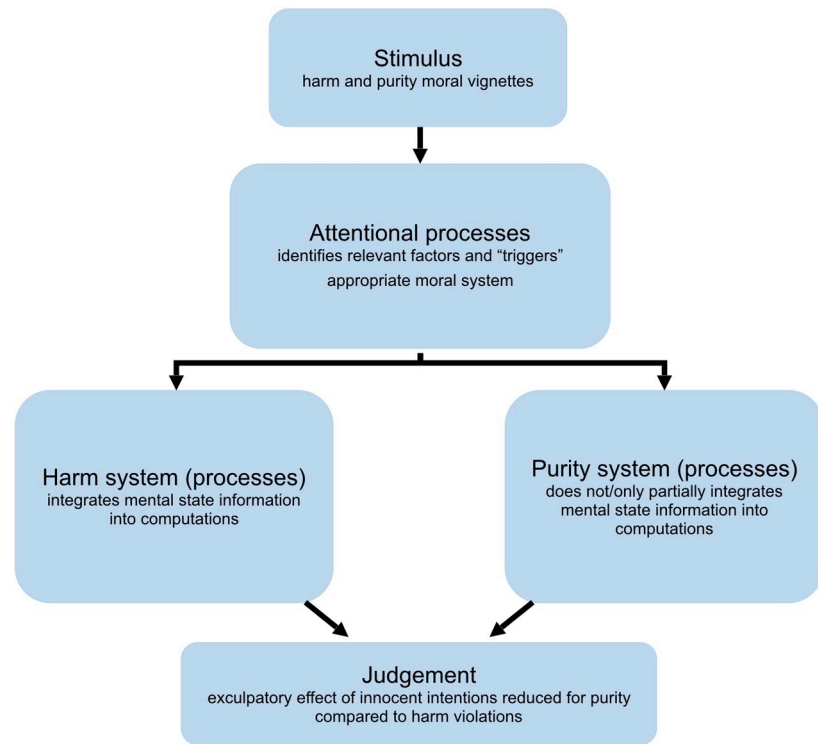 Stimulus
harm and purity moral vignettes
Attentional processes
identifies relevant factors and “triggers”
appropriate moral system
Harm system (processes)
integrates mental state information
into computations
Purity system (processes)
does not/only partially integrates
mental state information into
computations
Judgement
exculpatory effect of innocent intentions reduced for purity
compared to harm violations